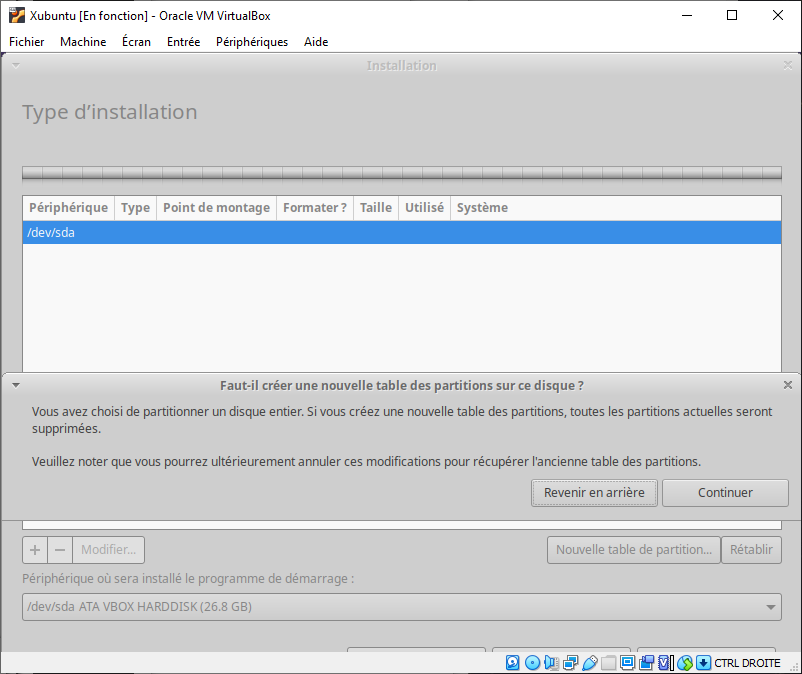 Xubuntu [En fonction] - Oracle VM VirtualBox
Fichier Machine Écran Entrée Périphériques Aide
Installation
Type d’installation
Périphérique Type Point de montage Formater ? Taille Utilisé Système
/dev/sda
Faut-il créer une nouvelle table des partitions sur ce disque ?
Vous avez choisi de partitionner un disque entier. Si vous créez une nouvelle table des partitions, toutes les partitions actuelles seront
supprimées.
Veuillez noter que vous pourrez ultérieurement annuler ces modifications pour récupérer l'ancienne table des partitions.
Revenir en arrière Continuer
+ − Modifier... Nouvelle table de partition... Rétablir
Périphérique où sera installé le programme de démarrage :
/dev/sda ATA VBOX HARDDISK (26.8 GB)
CTRL DROITE